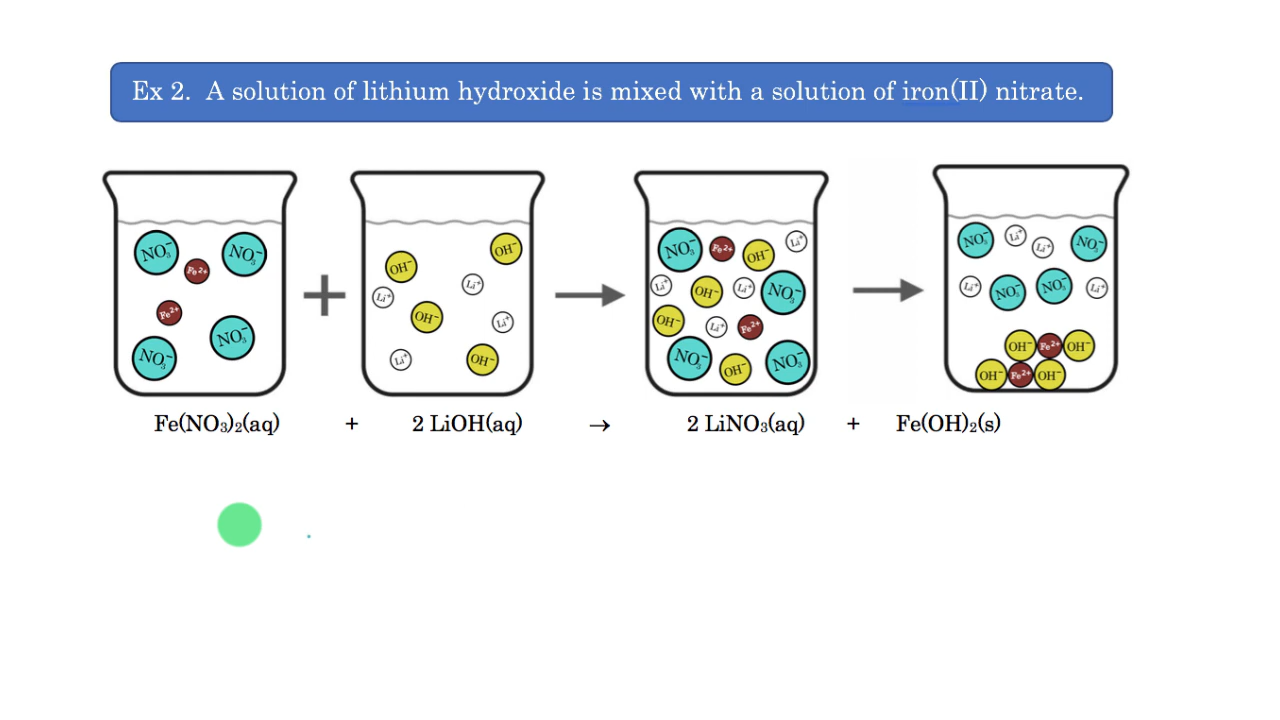 Ex 2. A solution of lithium hydroxide is mixed with a solution of iron(II) nitrate.
NO₃⁻ NO₃⁻ Fe²⁺ Fe²⁺ NO₃⁻ NO₃⁻
+
OH⁻ OH⁻ Li⁺ Li⁺ OH⁻ Li⁺ Li⁺ OH⁻
NO₃⁻ Fe²⁺ OH⁻ Li⁺
Li⁺ OH⁻ Li⁺ NO₃⁻
OH⁻ Li⁺ Fe²⁺
NO₃⁻ OH⁻ NO₃⁻
NO₃⁻ Li⁺ Li⁺ NO₃⁻
Li⁺ NO₃⁻ NO₃⁻ Li⁺
OH⁻ Fe²⁺ OH⁻
OH⁻ Fe²⁺ OH⁻
Fe(NO₃)₂(aq) + 2 LiOH(aq) → 2 LiNO₃(aq) + Fe(OH)₂(s)